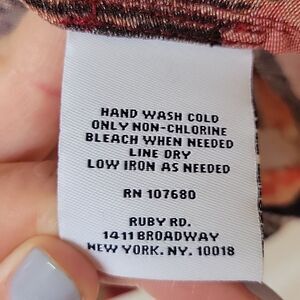 HAND WASH COLD
ONLY NON-CHLORINE
BLEACH WHEN NEEDED
LINE DRY
LOW IRON AS NEEDED
RN 107680
RUBY RD.
1411 BROADWAY
NEW YORK. NY. 10018